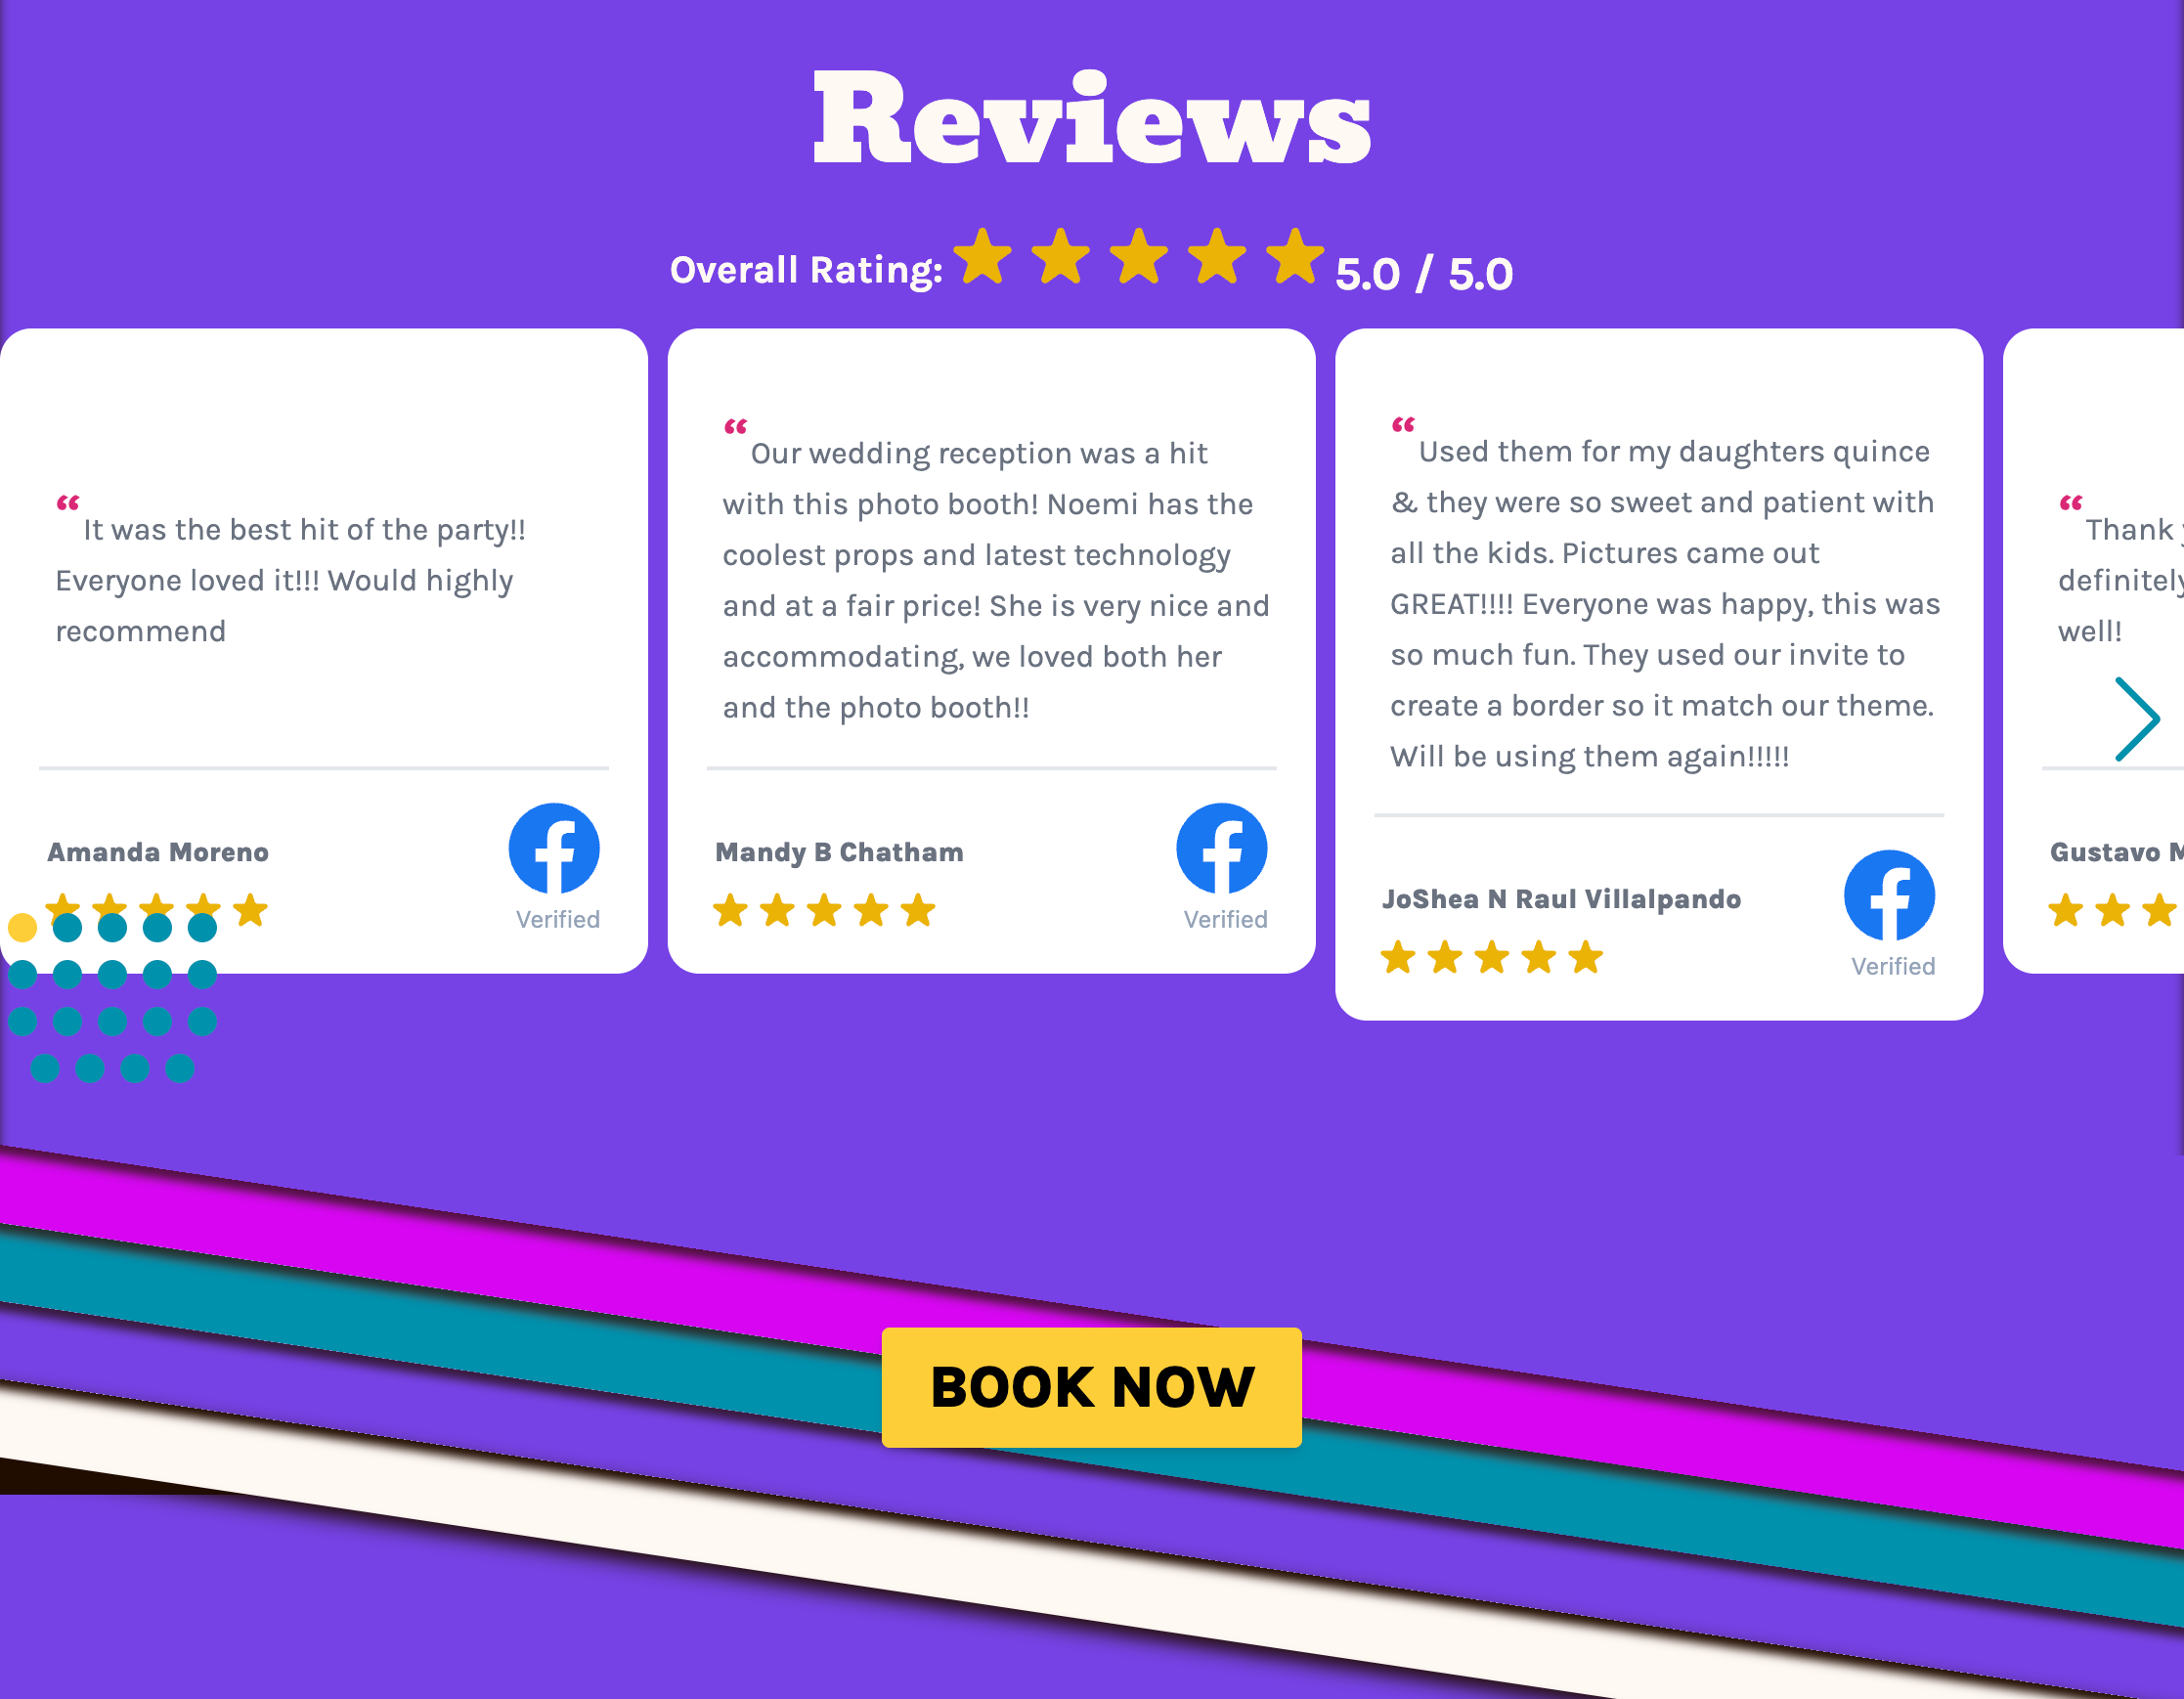 Reviews
Overall Rating: 5.0 / 5.0
“It was the best hit of the party!!
Everyone loved it!!! Would highly
recommend
Amanda Moreno
Verified
“Our wedding reception was a hit
with this photo booth! Noemi has the
coolest props and latest technology
and at a fair price! She is very nice and
accommodating, we loved both her
and the photo booth!!
Mandy B Chatham
Verified
“Used them for my daughters quince
& they were so sweet and patient with
all the kids. Pictures came out
GREAT!!!! Everyone was happy, this was
so much fun. They used our invite to
create a border so it match our theme.
Will be using them again!!!!!
JoShea N Raul Villalpando
Verified
“Thank
definitely
well!
Gustavo
BOOK NOW